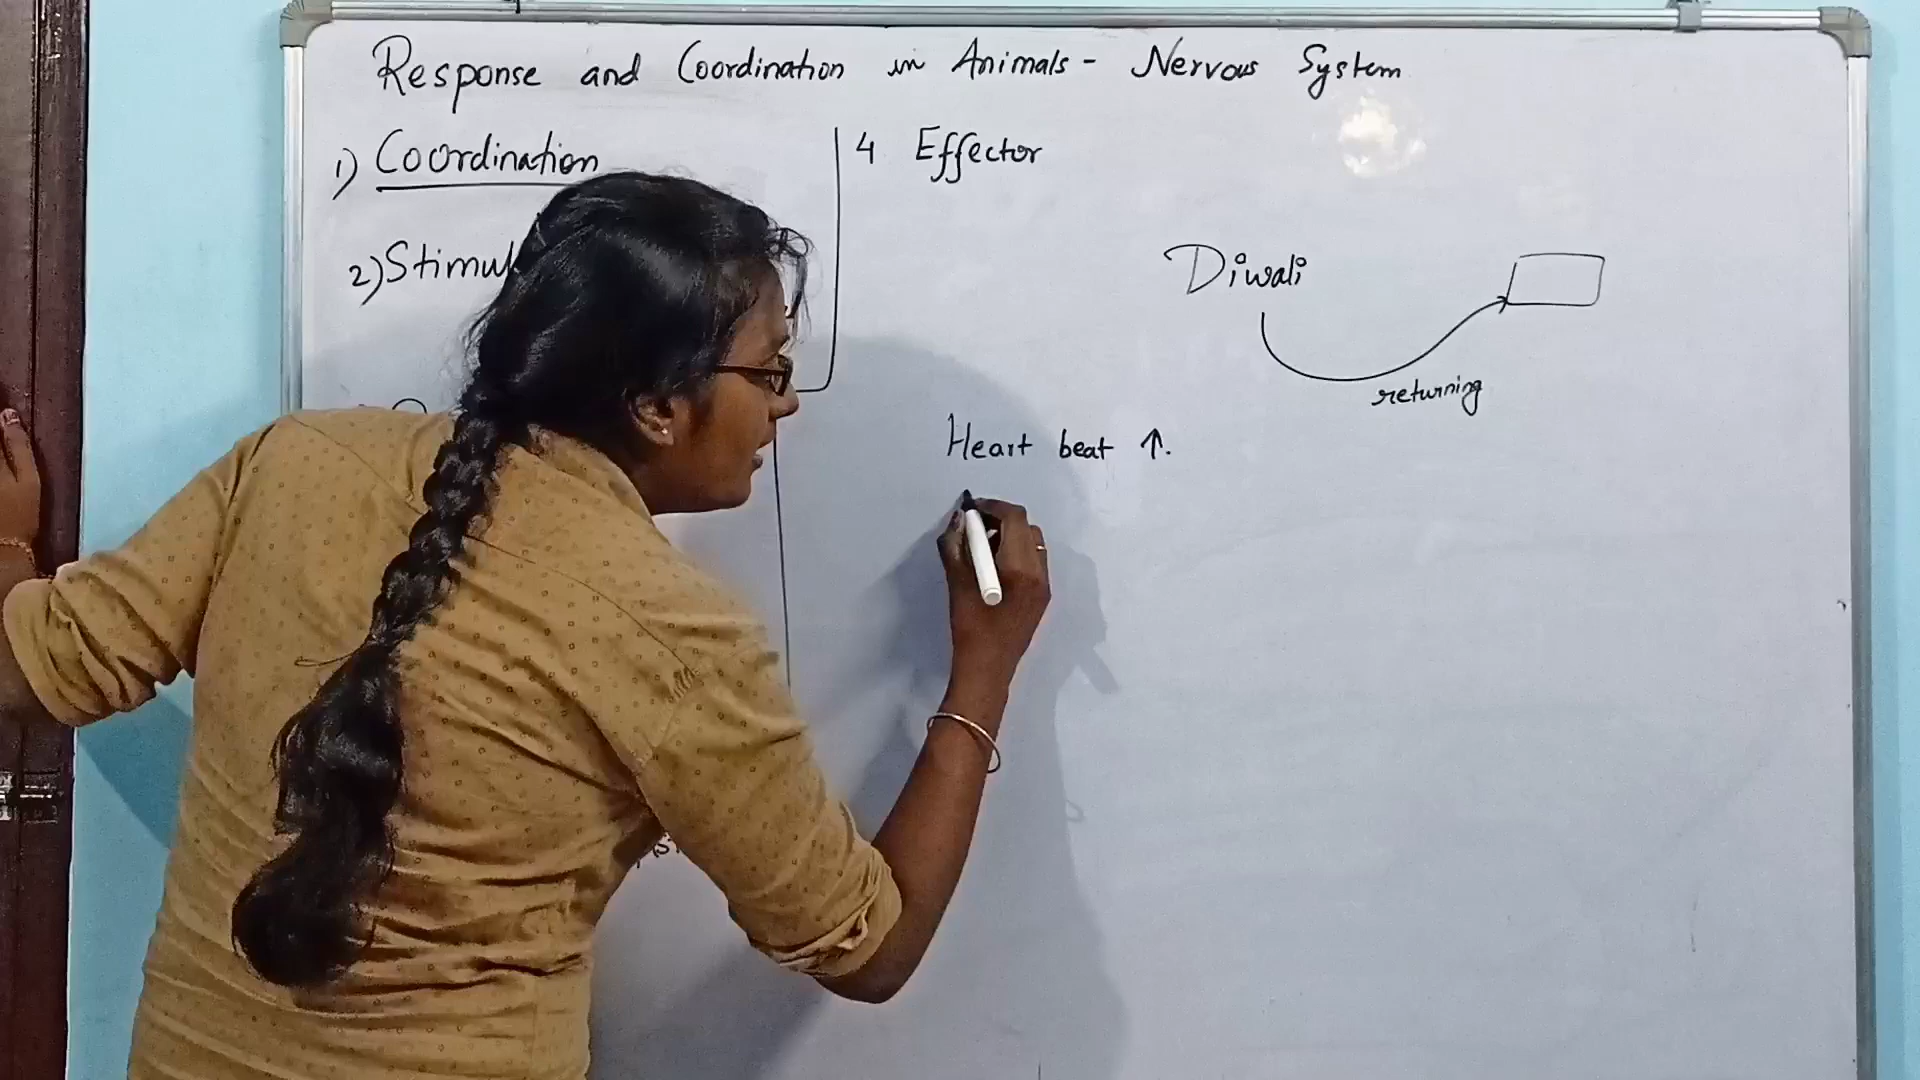 Response and Coordination in Animals - Nervous System
1) Coordination
2) Stimul
4 Effector
Diwali
returning
Heart beat ↑.